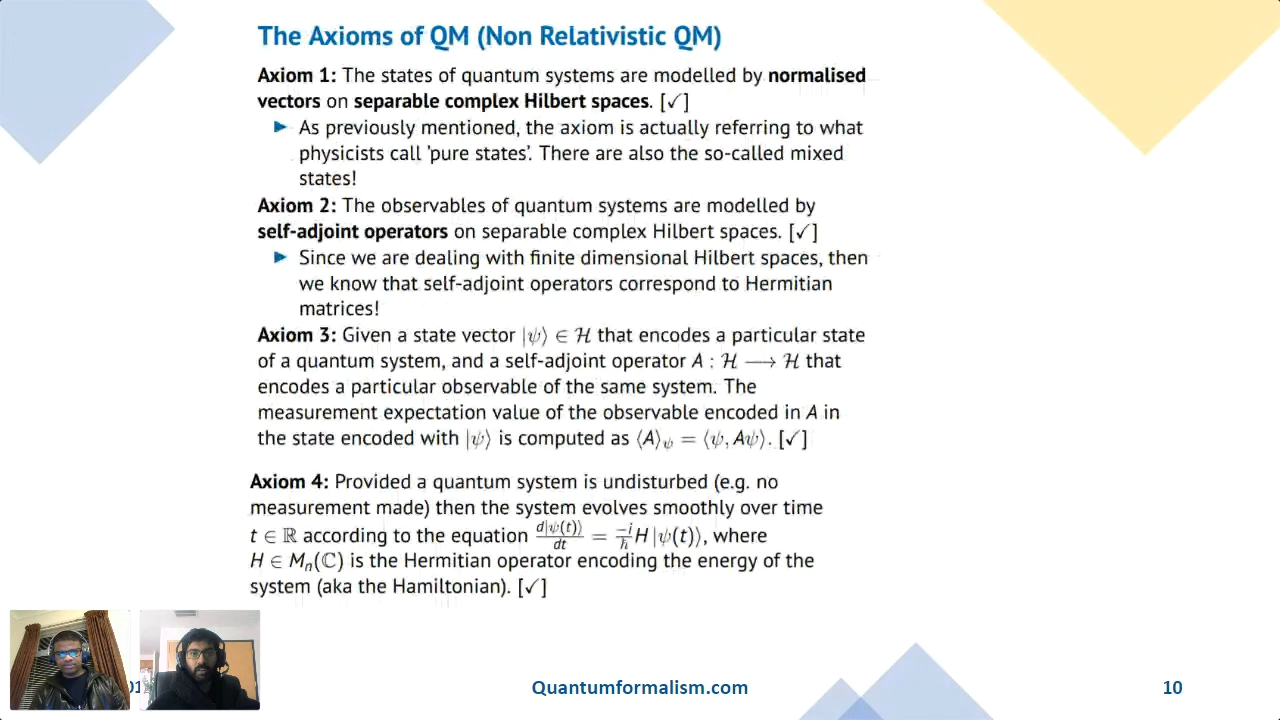 The Axioms of QM (Non Relativistic QM)
Axiom 1: The states of quantum systems are modelled by normalised
vectors on separable complex Hilbert spaces. [✓]
▶ As previously mentioned, the axiom is actually referring to what
physicists call 'pure states'. There are also the so-called mixed
states!
Axiom 2: The observables of quantum systems are modelled by
self-adjoint operators on separable complex Hilbert spaces. [✓]
▶ Since we are dealing with finite dimensional Hilbert spaces, then
we know that self-adjoint operators correspond to Hermitian
matrices!
Axiom 3: Given a state vector |ψ⟩ ∈ ℋ that encodes a particular state
of a quantum system, and a self-adjoint operator A : ℋ ⟶ ℋ that
encodes a particular observable of the same system. The
measurement expectation value of the observable encoded in A in
the state encoded with |ψ⟩ is computed as ⟨A⟩ψ = ⟨ψ, Aψ⟩. [✓]
Axiom 4: Provided a quantum system is undisturbed (e.g. no
measurement made) then the system evolves smoothly over time
t ∈ ℝ according to the equation d|ψ(t)⟩/dt = −i/ħ H|ψ(t)⟩, where
H ∈ Mₙ(ℂ) is the Hermitian operator encoding the energy of the
system (aka the Hamiltonian). [✓]
Quantumformalism.com
10